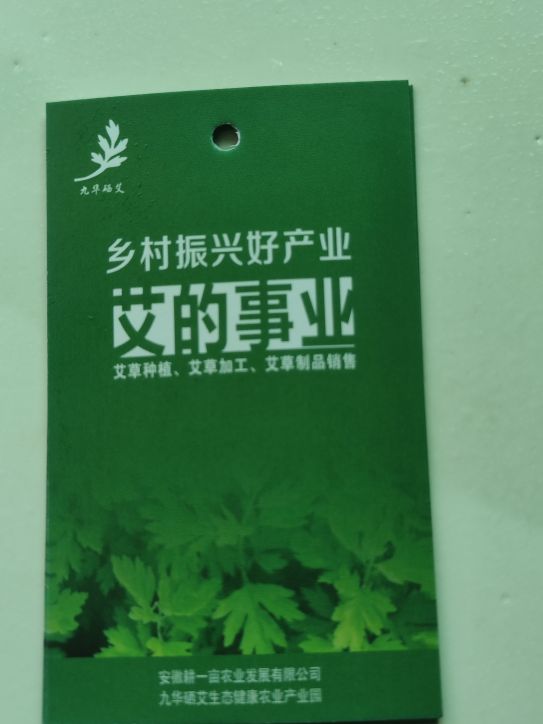 九华硒艾
乡村振兴好产业
艾的事业
艾草种植、艾草加工、艾草制品销售
安徽耕一亩农业发展有限公司
九华硒艾生态健康农业产业园